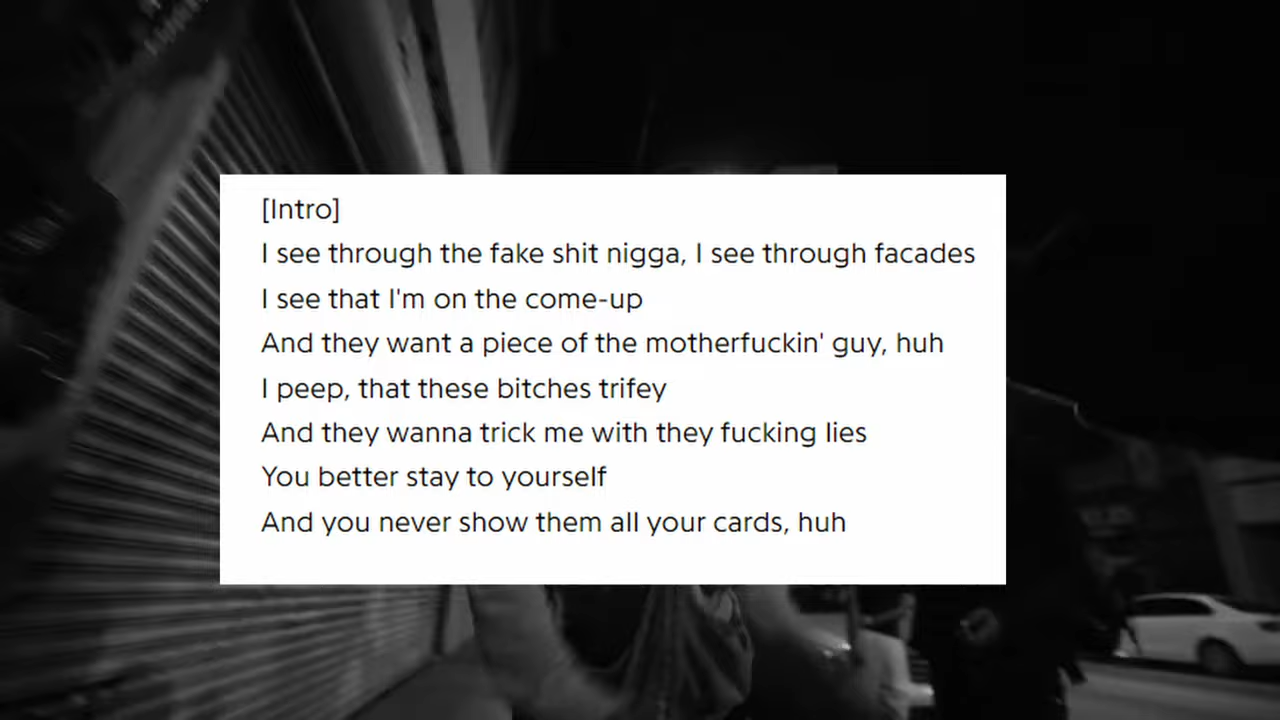 [Intro]
I see through the fake shit nigga, I see through facades
I see that I'm on the come-up
And they want a piece of the motherfuckin' guy, huh
I peep, that these bitches trifey
And they wanna trick me with they fucking lies
You better stay to yourself
And you never show them all your cards, huh